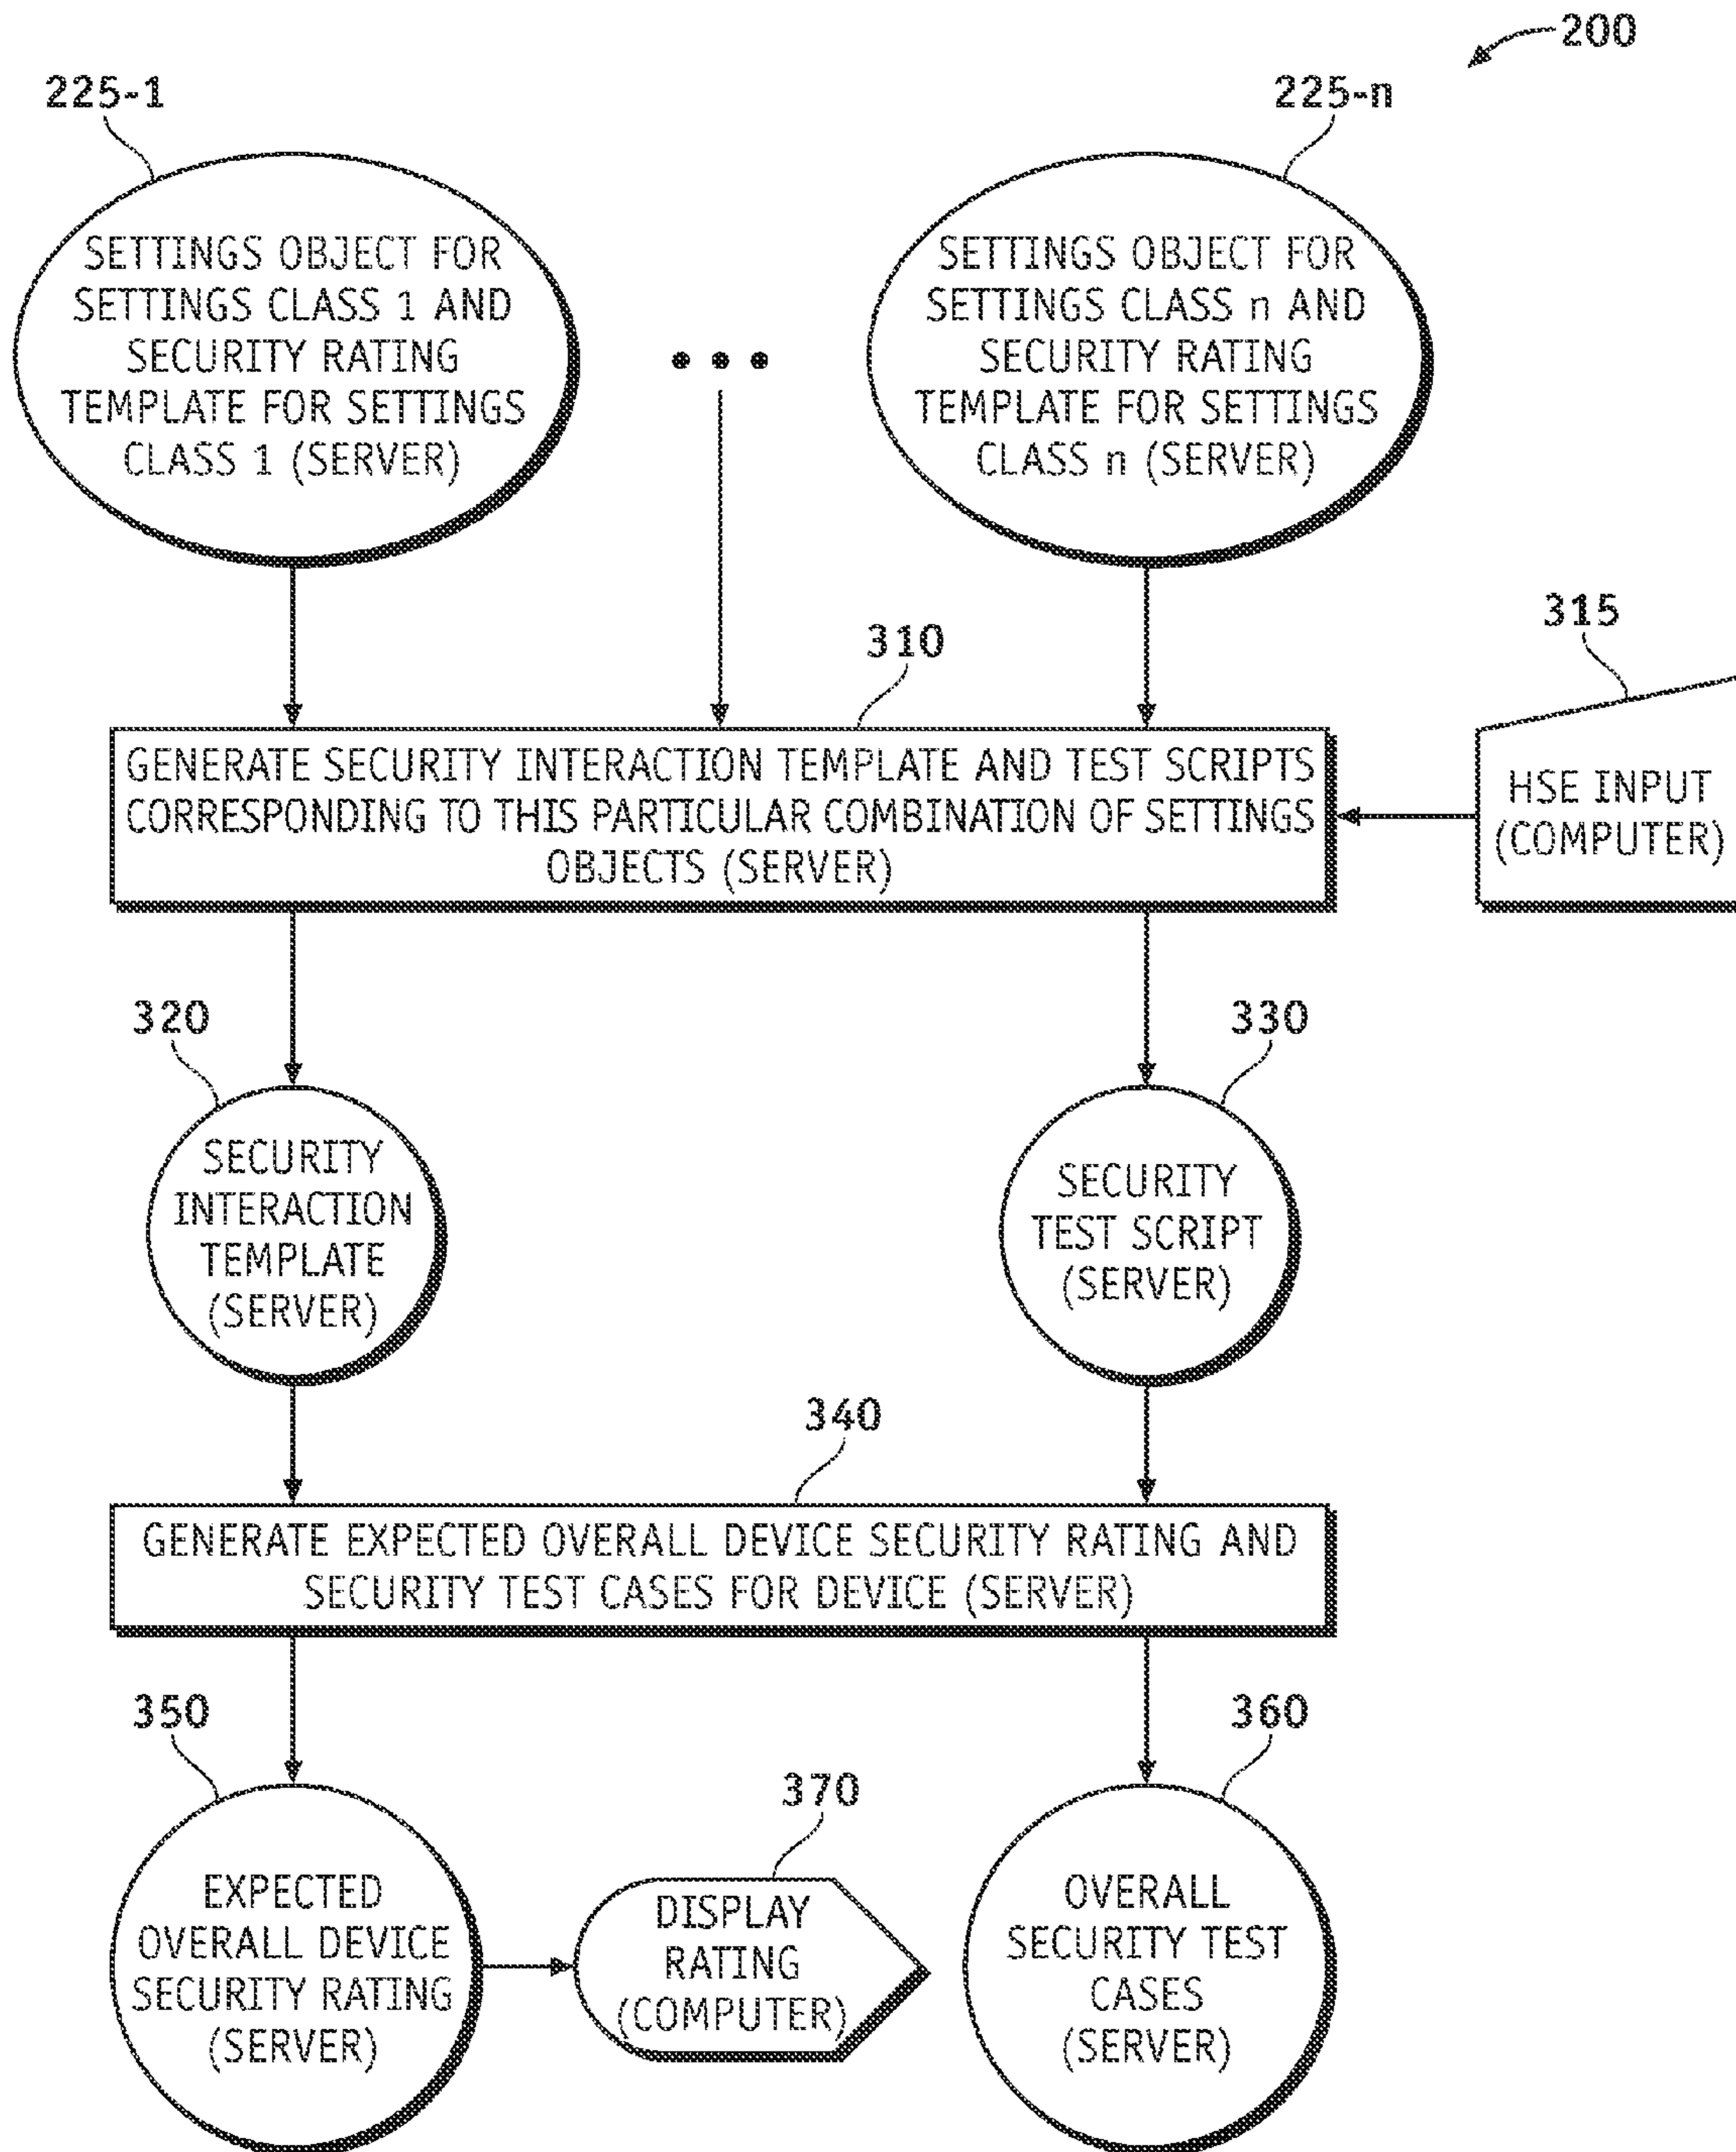 200
225-1
225-n
SETTINGS OBJECT FOR
SETTINGS CLASS 1 AND
SECURITY RATING
TEMPLATE FOR SETTINGS
CLASS 1 (SERVER)
SETTINGS OBJECT FOR
SETTINGS CLASS n AND
SECURITY RATING
TEMPLATE FOR SETTINGS
CLASS n (SERVER)
310
315
GENERATE SECURITY INTERACTION TEMPLATE AND TEST SCRIPTS
CORRESPONDING TO THIS PARTICULAR COMBINATION OF SETTINGS
OBJECTS (SERVER)
HSE INPUT
(COMPUTER)
320
330
SECURITY
INTERACTION
TEMPLATE
(SERVER)
SECURITY
TEST SCRIPT
(SERVER)
340
GENERATE EXPECTED OVERALL DEVICE SECURITY RATING AND
SECURITY TEST CASES FOR DEVICE (SERVER)
350
370
360
EXPECTED
OVERALL DEVICE
SECURITY RATING
(SERVER)
DISPLAY
RATING
(COMPUTER)
OVERALL
SECURITY TEST
CASES
(SERVER)